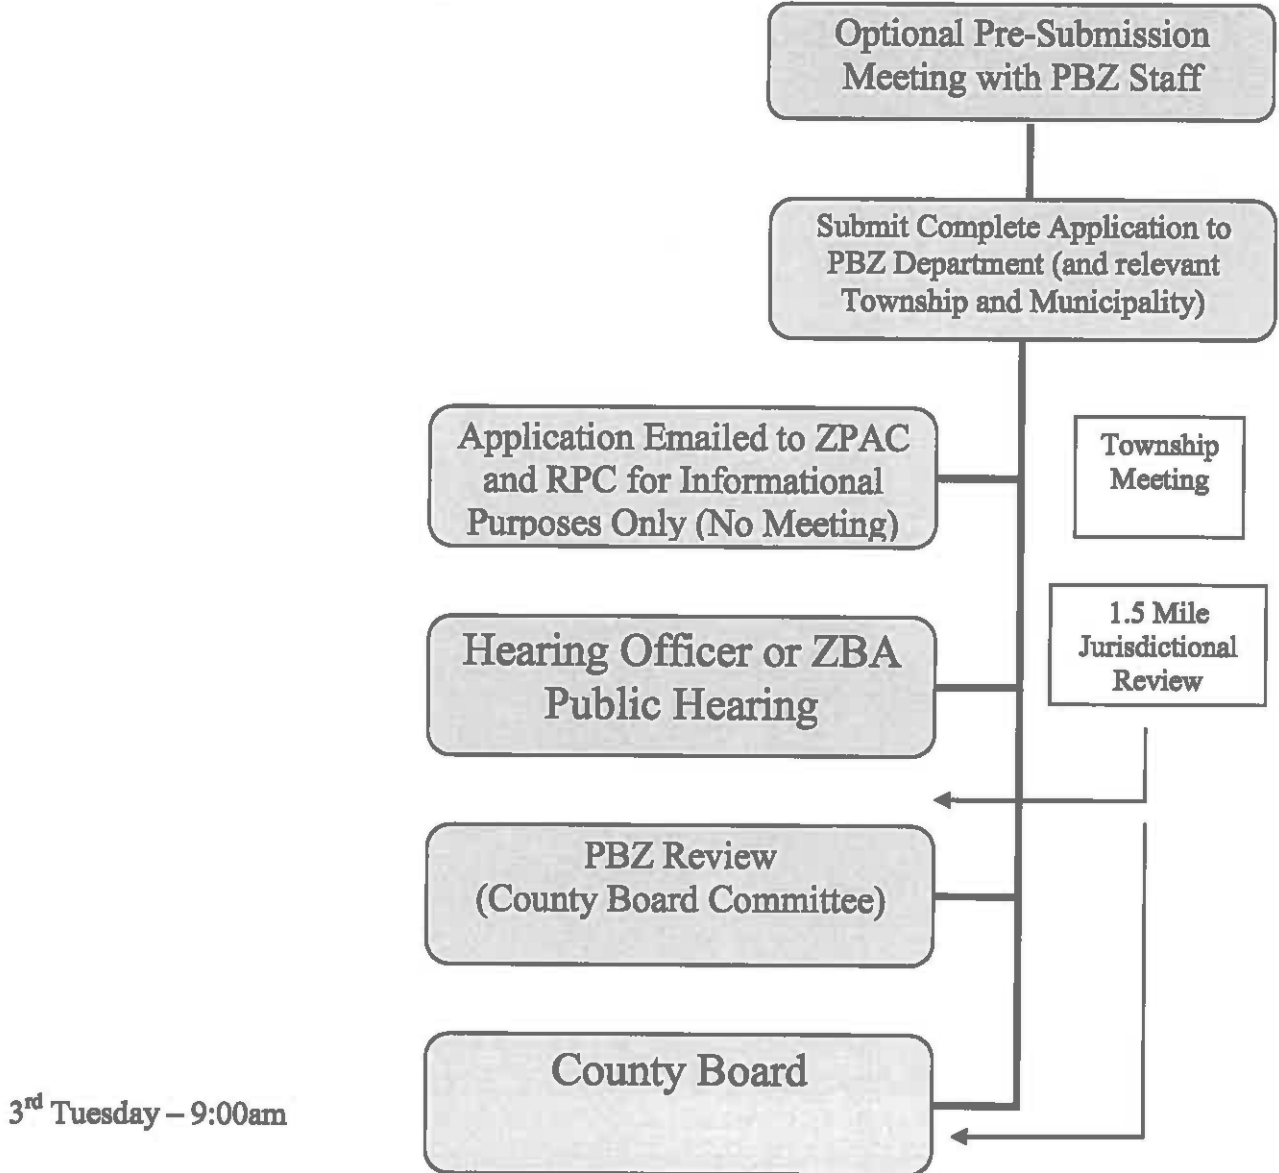 Optional Pre-Submission
Meeting with PBZ Staff
Submit Complete Application to
PBZ Department (and relevant
Township and Municipality)
Application Emailed to ZPAC
and RPC for Informational
Purposes Only (No Meeting)
Township
Meeting
Hearing Officer or ZBA
Public Hearing
1.5 Mile
Jurisdictional
Review
PBZ Review
(County Board Committee)
County Board
3rd Tuesday – 9:00am